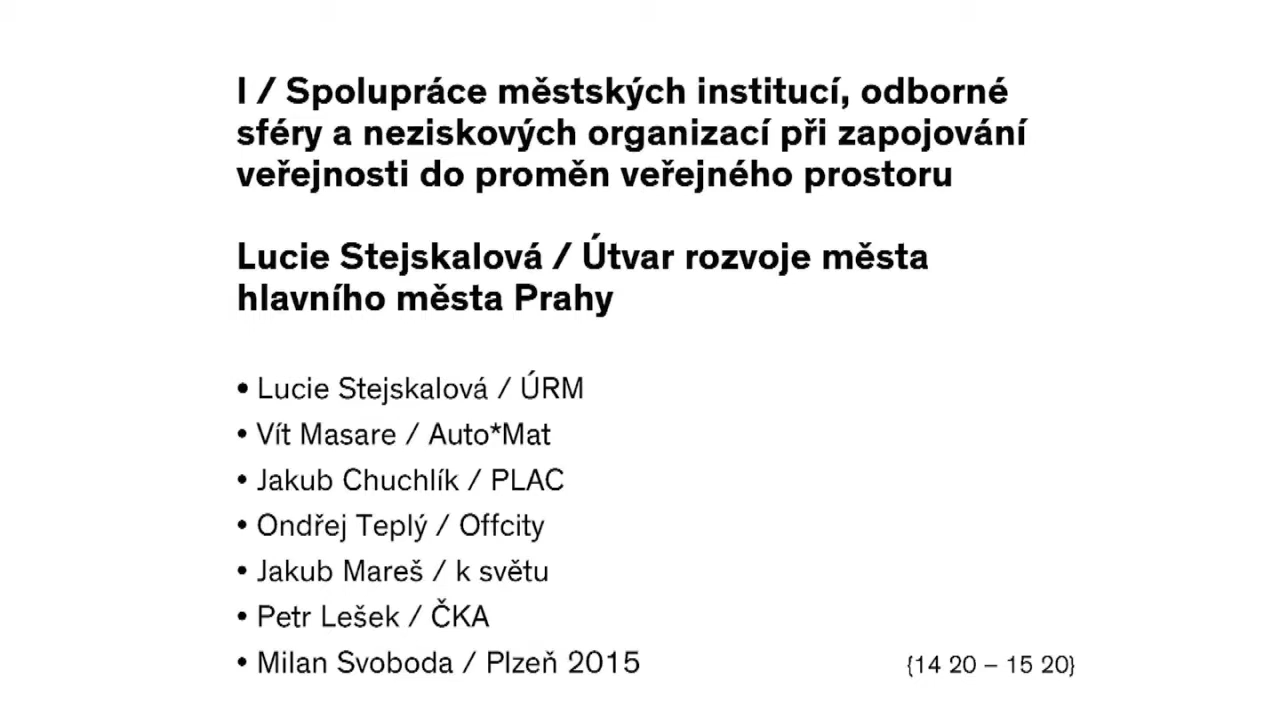 I / Spolupráce městských institucí, odborné
sféry a neziskových organizací při zapojování
veřejnosti do proměn veřejného prostoru
Lucie Stejskalová / Útvar rozvoje města
hlavního města Prahy
• Lucie Stejskalová / ÚRM
• Vít Masare / Auto*Mat
• Jakub Chuchlík / PLAC
• Ondřej Teplý / Offcity
• Jakub Mareš / k světu
• Petr Lešek / ČKA
• Milan Svoboda / Plzeň 2015
{14 20 – 15 20}